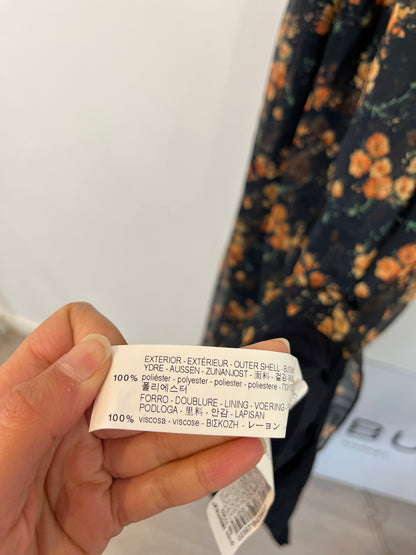 EXTERIOR - EXTÉRIEUR - OUTER SHELL -
YDRE - AUSSEN - ZUNANJOST - 面料 - 겉감
100% poliéster - polyester - poliester - poliestere
폴리에스터
FORRO - DOUBLURE - LINING - VOERING -
PODLOGA - 里料 - 안감 - LAPISAN
100% viscosa - viscose - ΒΙΣΚΟΖΗ - レーヨン
BU